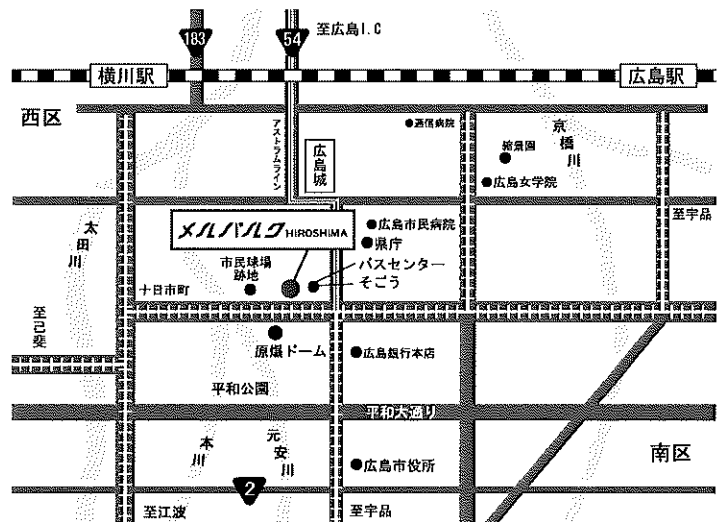 183
54
至広島I.C
横川駅
広島駅
西区
アストラムライン
広島城
逓信病院
縮景園
京橋川
広島女学院
至宇品
太田川
メルパルク HIROSHIMA
広島市民病院
県庁
バスセンター
そごう
市民球場
跡地
十日市町
至己斐
原爆ドーム
広島銀行本店
平和公園
平和大通り
本川
元安川
広島市役所
南区
2
至江波
至宇品